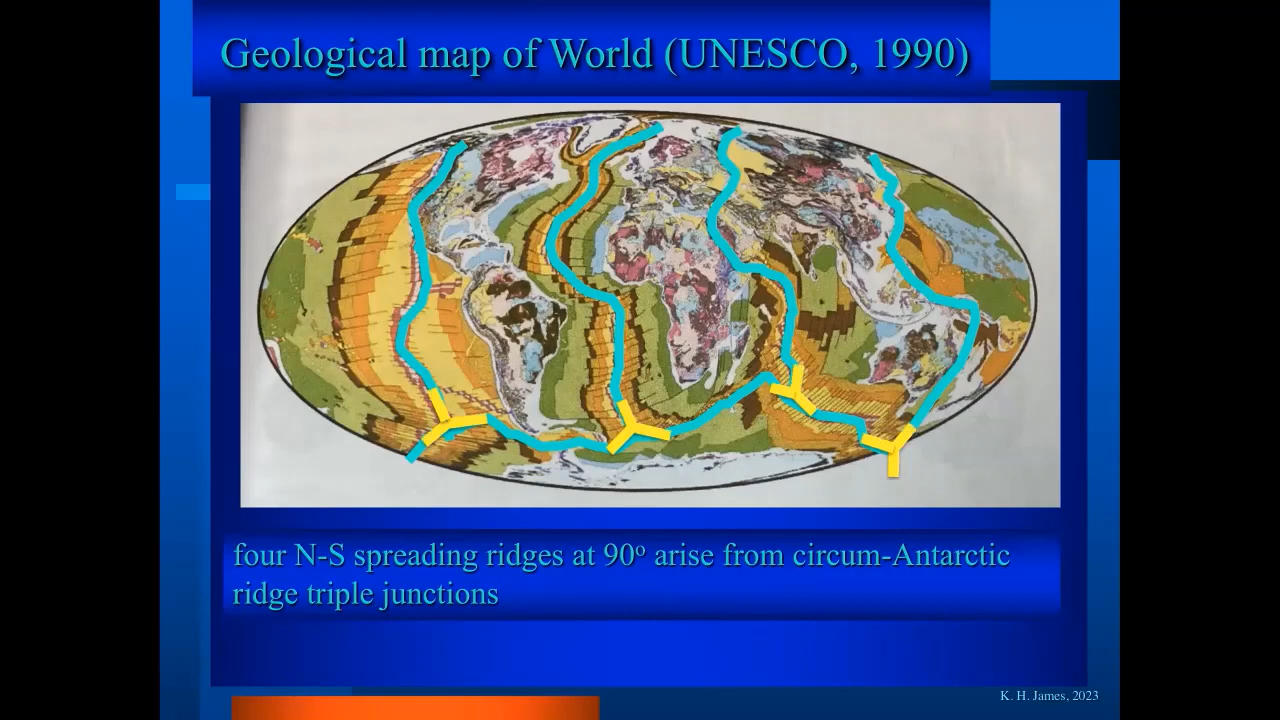 Geological map of World (UNESCO, 1990)
four N-S spreading ridges at 90º arise from circum-Antarctic
ridge triple junctions
K. H. James, 2023